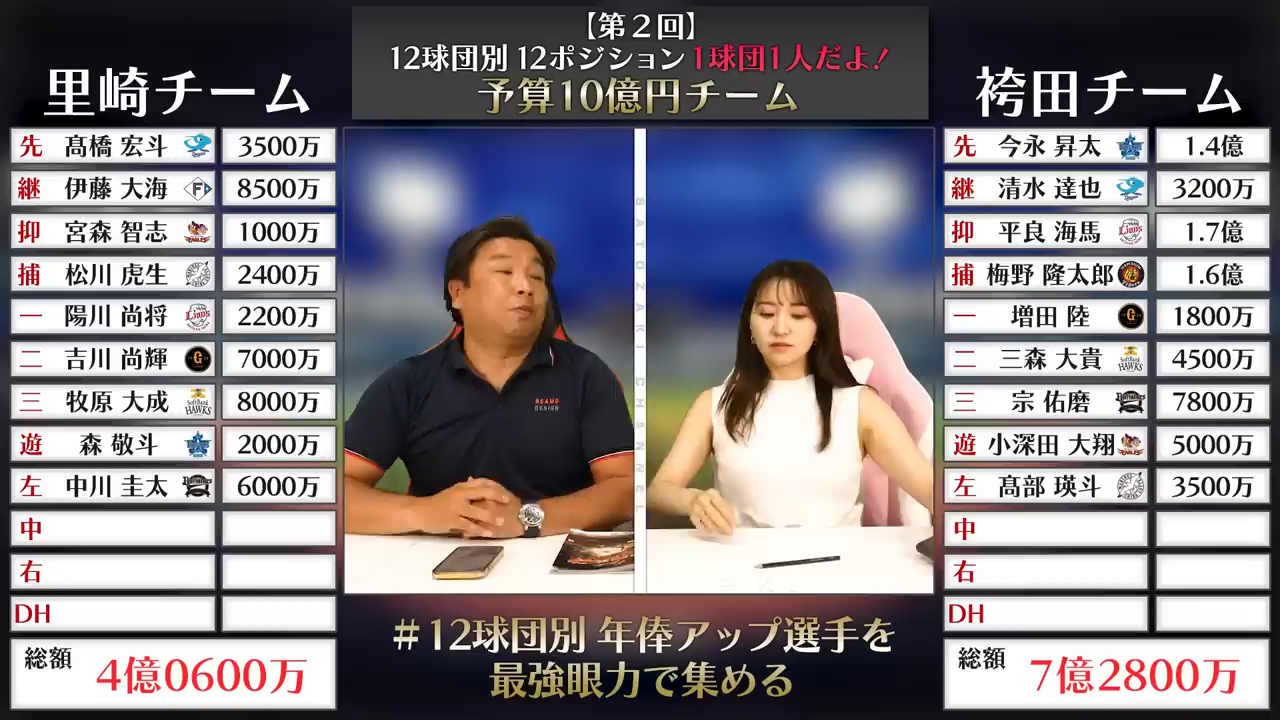 【第2回】
12球団別 12ポジション 1球団1人だよ!
予算10億円チーム
里崎チーム
先 髙橋 宏斗 3500万
継 伊藤 大海 8500万
抑 宮森 智志 1000万
捕 松川 虎生 2400万
一 陽川 尚将 2200万
二 吉川 尚輝 7000万
三 牧原 大成 8000万
遊 森 敬斗 2000万
左 中川 圭太 6000万
中
右
DH
総額 4億0600万
袴田チーム
先 今永 昇太 1.4億
継 清水 達也 3200万
抑 平良 海馬 1.7億
捕 梅野 隆太郎 1.6億
一 増田 陸 1800万
二 三森 大貴 4500万
三 宗 佑磨 7800万
遊 小深田 大翔 5000万
左 髙部 瑛斗 3500万
中
右
DH
総額 7億2800万
SATOZAKI CHANNEL
BEAMS
DESIGN
#12球団別 年俸アップ選手を
最強眼力で集める